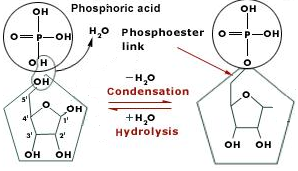 Phosphoric acid
OH
O=P—OH
OH
OH
H₂O
Phosphoester
link
OH
O=P—OH
O
−H₂O
Condensation
+H₂O
Hydrolysis
5'
O
OH
4'
1'
3'
2'
OH OH
O
OH OH